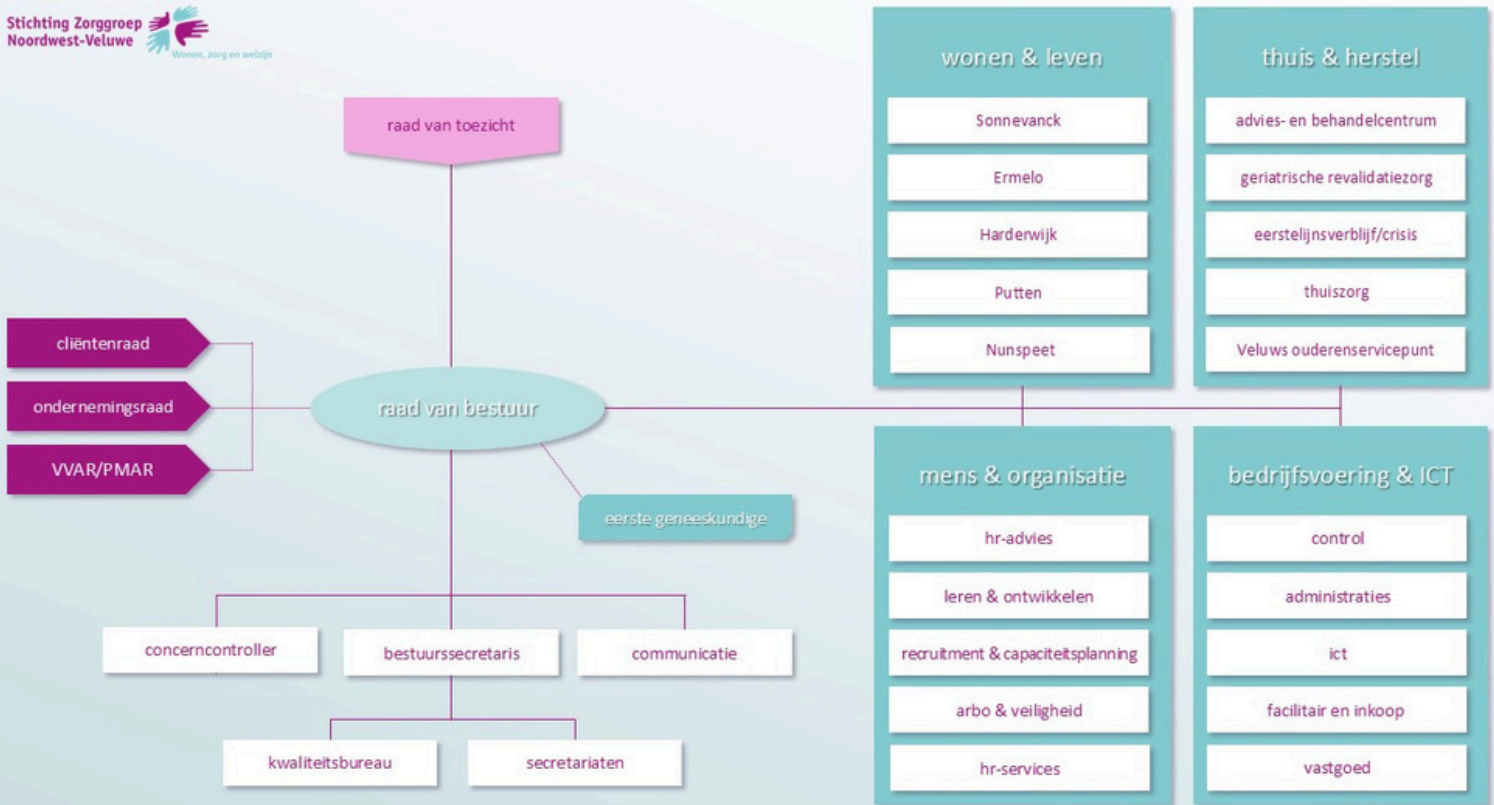 Stichting Zorggroep
Noordwest-Veluwe
Wonen, zorg en welzijn
raad van toezicht
cliëntenraad
ondernemingsraad
VVAR/PMAR
raad van bestuur
eerste geneeskundige
concerncontroller
bestuurssecretaris
communicatie
kwaliteitsbureau
secretariaten
wonen & leven
Sonnevanck
Ermelo
Harderwijk
Putten
Nunspeet
thuis & herstel
advies- en behandelcentrum
geriatrische revalidatiezorg
eerstelijnsverblijf/crisis
thuiszorg
Veluws ouderenservicepunt
mens & organisatie
hr-advies
leren & ontwikkelen
recruitment & capaciteitsplanning
arbo & veiligheid
hr-services
bedrijfsvoering & ICT
control
administraties
ict
facilitair en inkoop
vastgoed